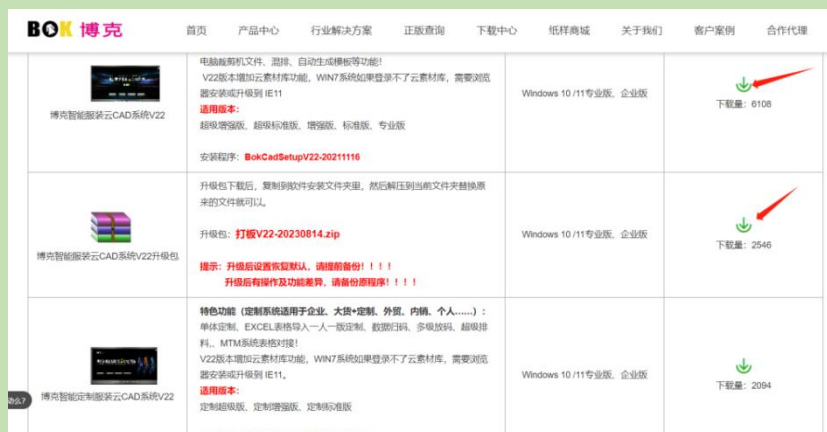 BOK 博克
首页 产品中心 行业解决方案 正版查询 下载中心 纸样商城 关于我们 客户案例 合作代理
电脑裁剪机文件、混排、自动生成模板等功能！
V22版本增加云素材库功能，WIN7系统如果登录不了云素材库，需要浏览
器安装或升级到 IE11
适用版本：
超级增强版、超级标准版、增强版、标准版、专业版
安装程序：BokCadSetupV22-20211116
博克智能服装云CAD系统V22
Windows 10 /11专业版、企业版
下载量：6108
升级包下载后，复制到软件安装文件夹里，然后解压到当前文件夹替换原
来的文件就可以。
升级包：打板V22-20230814.zip
提示：升级后设置恢复默认，请提前备份！！！！
升级后有操作及功能差异，请备份原程序！！！！
博克智能服装云CAD系统V22升级包
Windows 10 /11专业版、企业版
下载量：2546
特色功能（定制系统适用于企业、大货+定制、外贸、内销、个人……）：
单体定制、EXCEL表格导入一人一版定制、数据归码、多级放码、超级排
料、MTM系统表格对接！
V22版本增加云素材库功能，WIN7系统如果登录不了云素材库，需要浏览
器安装或升级到 IE11。
适用版本：
定制超级版、定制增强版、定制标准版
博克智能定制服装云CAD系统V22
Windows 10 /11专业版、企业版
下载量：2094